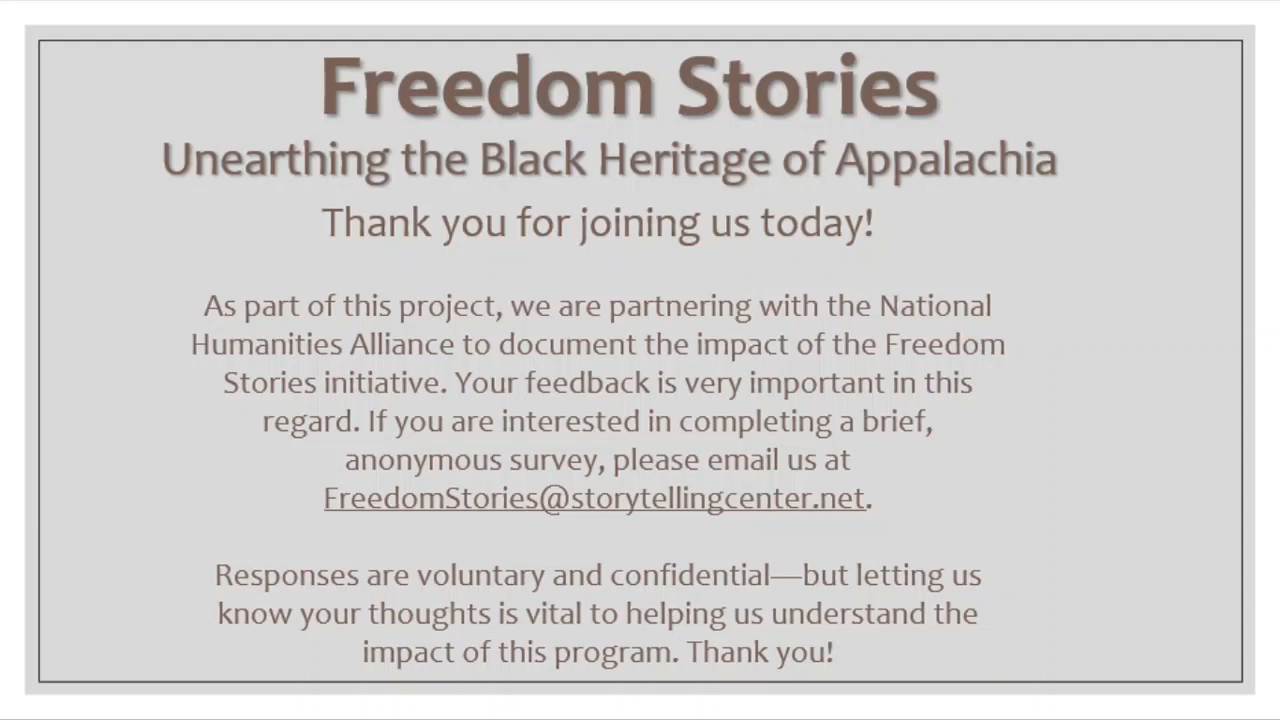 Freedom Stories
Unearthing the Black Heritage of Appalachia
Thank you for joining us today!
As part of this project, we are partnering with the National
Humanities Alliance to document the impact of the Freedom
Stories initiative. Your feedback is very important in this
regard. If you are interested in completing a brief,
anonymous survey, please email us at
FreedomStories@storytellingcenter.net.
Responses are voluntary and confidential—but letting us
know your thoughts is vital to helping us understand the
impact of this program. Thank you!